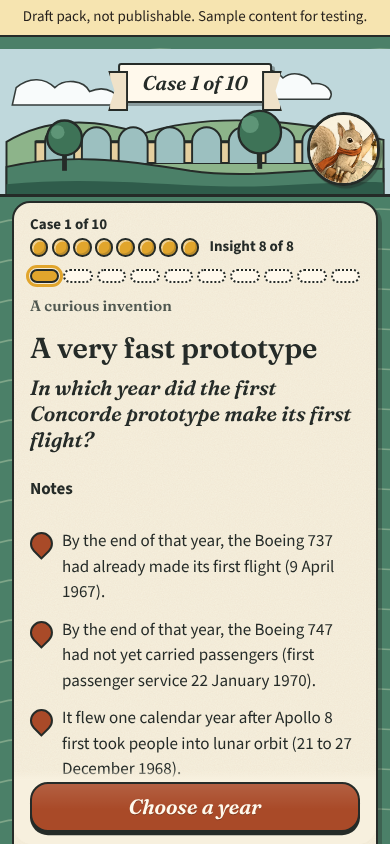 Draft pack, not publishable. Sample content for testing.
Case 1 of 10
Case 1 of 10
Insight 8 of 8
A curious invention
A very fast prototype
In which year did the first
Concorde prototype make its first
flight?
Notes
By the end of that year, the Boeing 737
had already made its first flight (9 April
1967).
By the end of that year, the Boeing 747
had not yet carried passengers (first
passenger service 22 January 1970).
It flew one calendar year after Apollo 8
first took people into lunar orbit (21 to 27
December 1968).
Choose a year